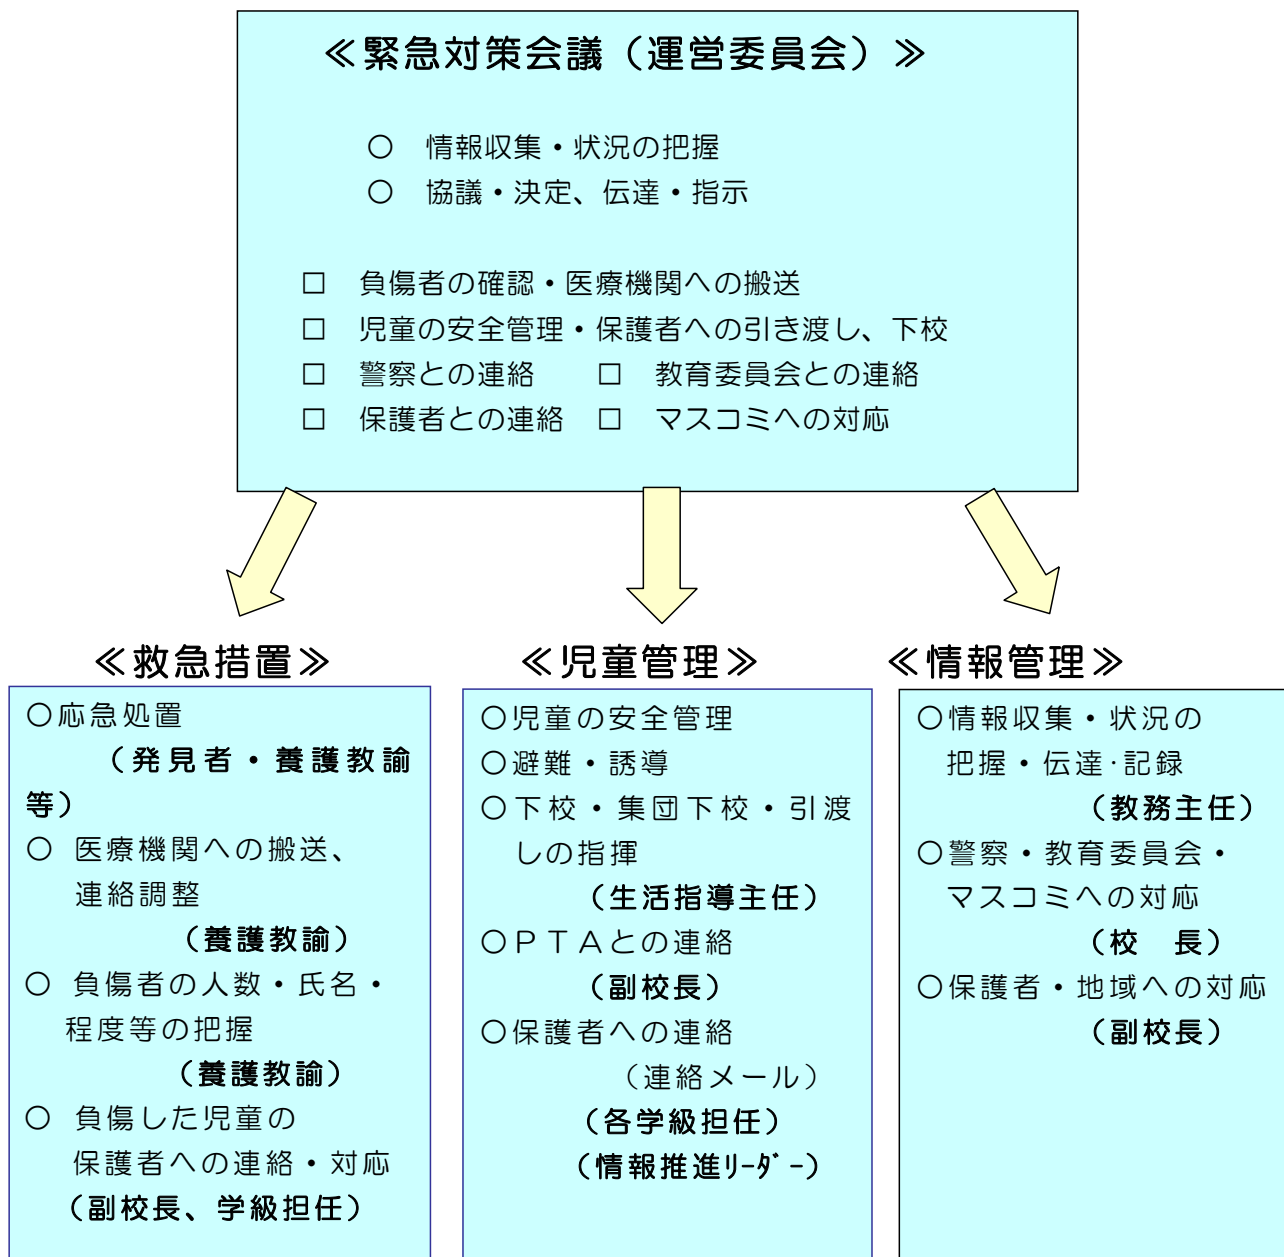 ≪緊急対策会議（運営委員会）≫
○　情報収集・状況の把握
○　協議・決定、伝達・指示
□　負傷者の確認・医療機関への搬送
□　児童の安全管理・保護者への引き渡し、下校
□　警察との連絡　　□　教育委員会との連絡
□　保護者との連絡　□　マスコミへの対応
≪救急措置≫
○応急処置
（発見者・養護教諭
等）
○ 医療機関への搬送、
連絡調整
（養護教諭）
○ 負傷者の人数・氏名・
程度等の把握
（養護教諭）
○ 負傷した児童の
保護者への連絡・対応
（副校長、学級担任）
≪児童管理≫
○児童の安全管理
○避難・誘導
○下校・集団下校・引渡
しの指揮
（生活指導主任）
○ＰＴＡとの連絡
（副校長）
○保護者への連絡
（連絡メール）
（各学級担任）
（情報推進ﾘｰﾀﾞｰ）
≪情報管理≫
○情報収集・状況の
把握・伝達･記録
（教務主任）
○警察・教育委員会・
マスコミへの対応
（校　長）
○保護者・地域への対応
（副校長）